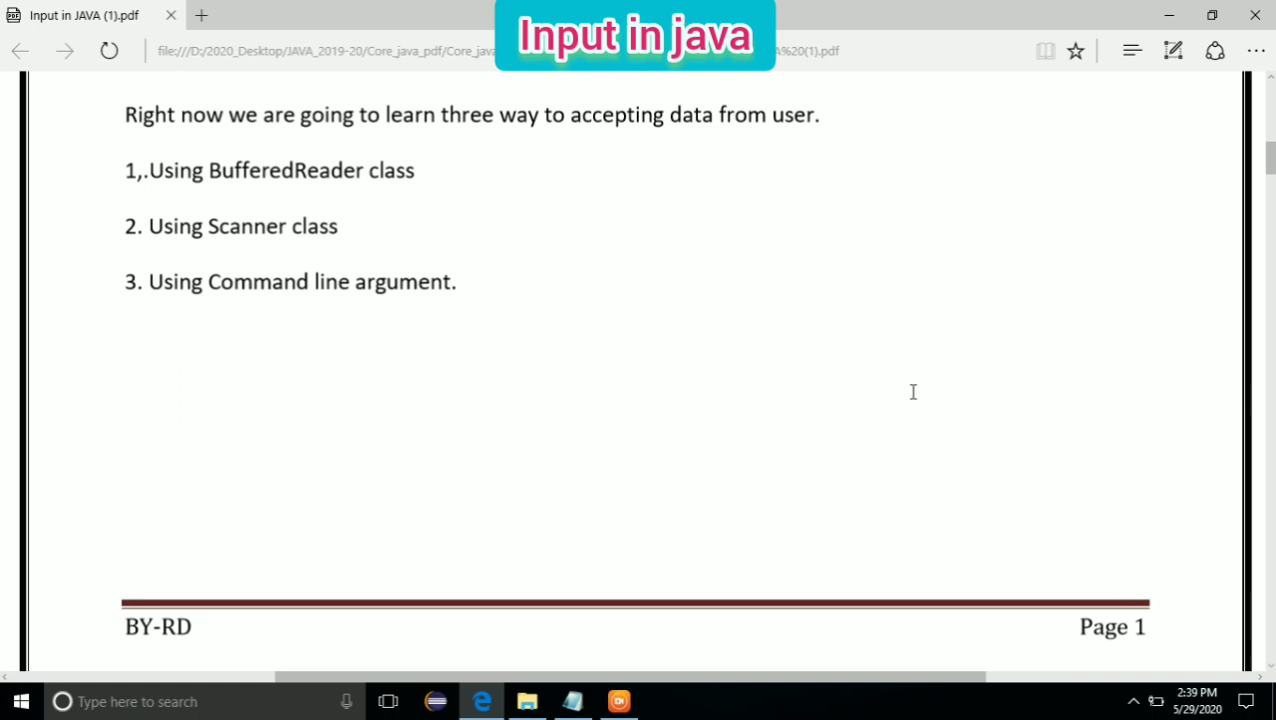 Input in JAVA (1).pdf
Input in java
file:///D:/2020_Desktop/JAVA_2019-20/Core_java_pdf/Core_java
A%20(1).pdf
Right now we are going to learn three way to accepting data from user.
1,.Using BufferedReader class
2. Using Scanner class
3. Using Command line argument.
BY-RD
Page 1
Type here to search
2:39 PM
5/29/2020